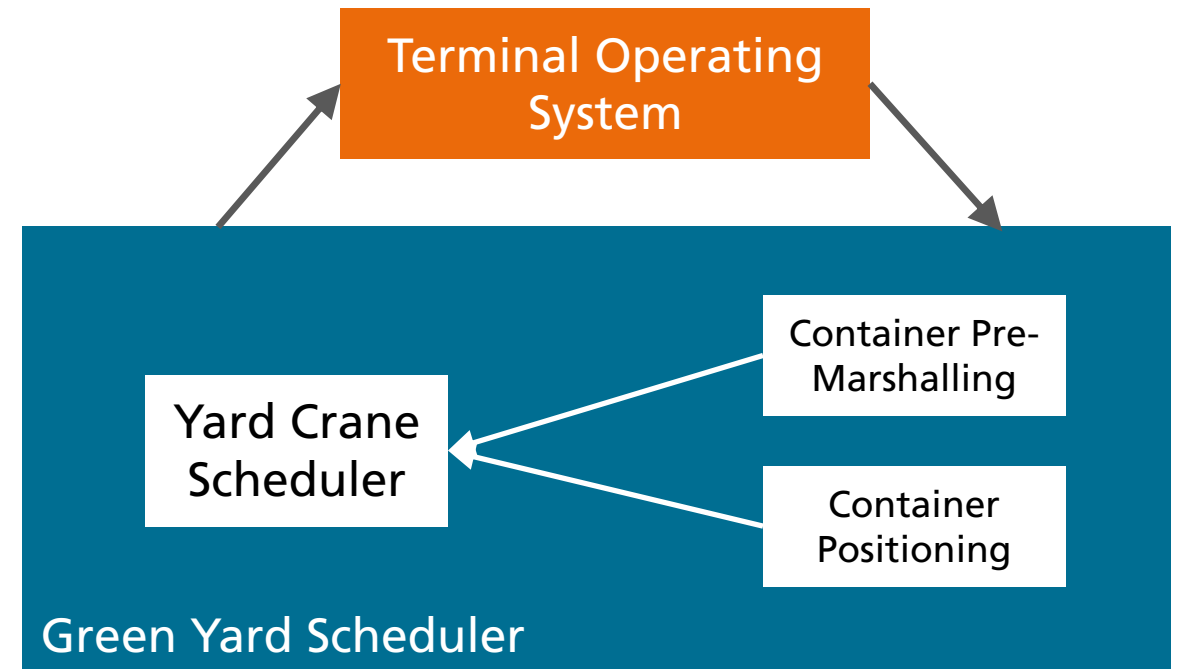 Terminal Operating
System
Container Pre-
Marshalling
Yard Crane
Scheduler
Container
Positioning
Green Yard Scheduler